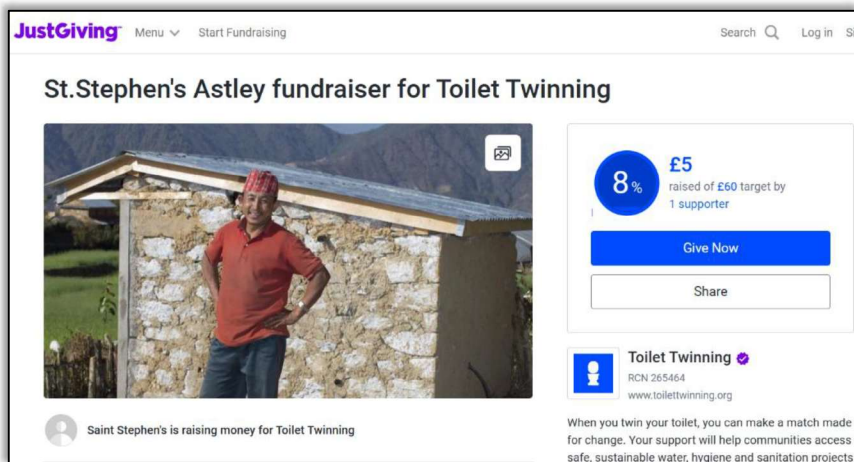 JustGiving™ Menu Start Fundraising Search Log in
St.Stephen's Astley fundraiser for Toilet Twinning
8%
£5
raised of £60 target by
1 supporter
Give Now
Share
Toilet Twinning
RCN 265464
www.toilettwinning.org
Saint Stephen's is raising money for Toilet Twinning
When you twin your toilet, you can make a match made
for change. Your support will help communities access
safe, sustainable water, hygiene and sanitation projects